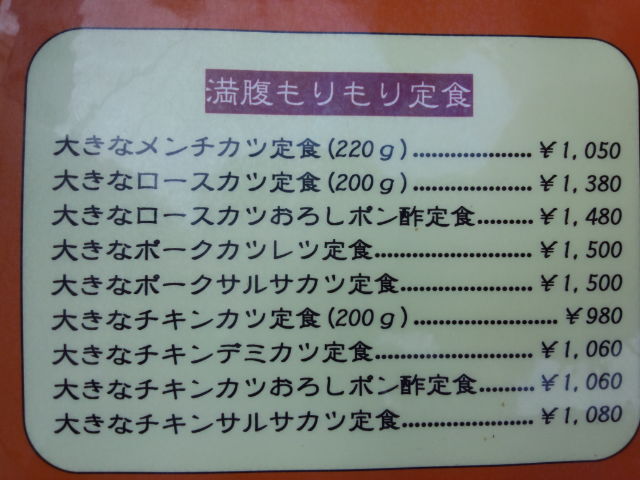 満腹もりもり定食
大きなメンチカツ定食(220g)……………… ¥1,050
大きなロースカツ定食(200g)……………… ¥1,380
大きなロースカツおろしポン酢定食……… ¥1,480
大きなポークカツレツ定食…………………… ¥1,500
大きなポークサルサカツ定食……………… ¥1,500
大きなチキンカツ定食(200g)………………… ¥980
大きなチキンデミカツ定食…………………… ¥1,060
大きなチキンカツおろしポン酢定食……… ¥1,060
大きなチキンサルサカツ定食……………… ¥1,080